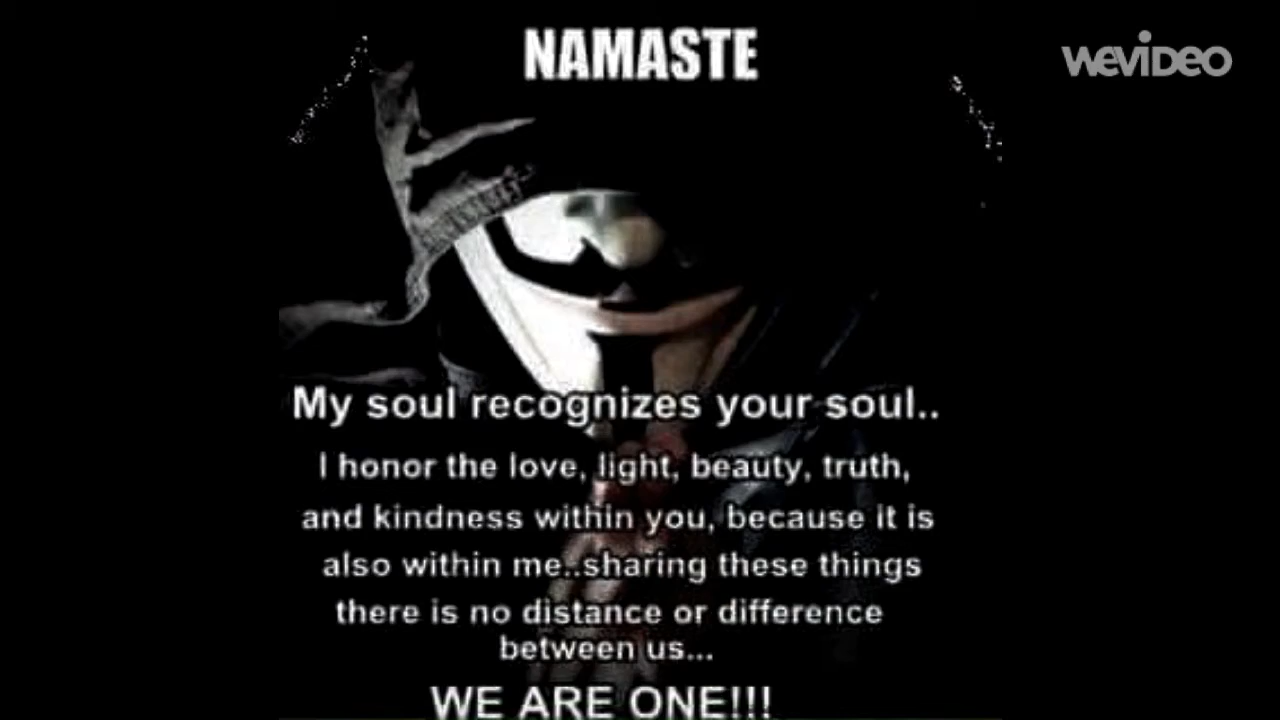 NAMASTE
WEVIDEO
My soul recognizes your soul..
I honor the love, light, beauty, truth,
and kindness within you, because it is
also within me..sharing these things
there is no distance or difference
between us...
WE ARE ONE!!!